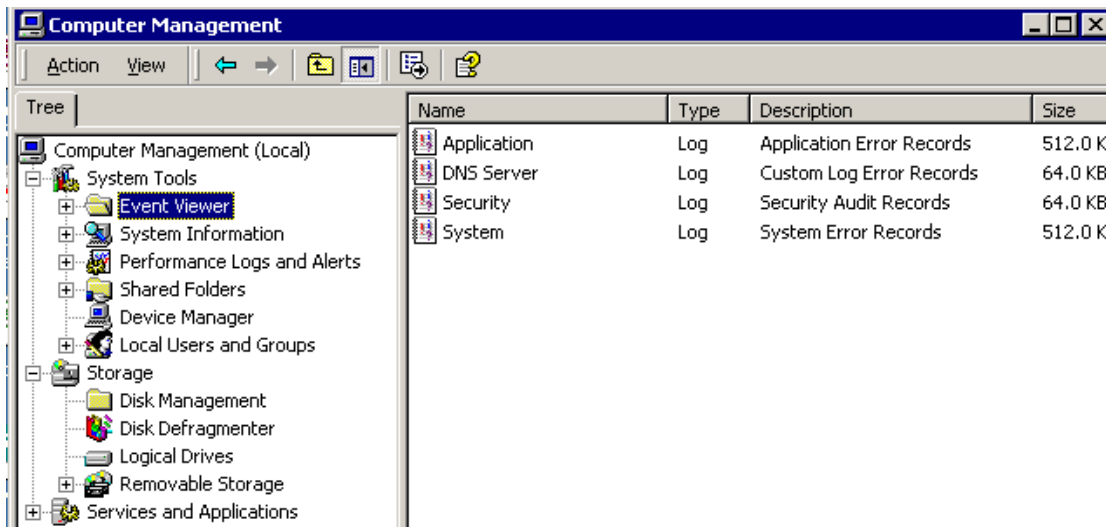 Computer Management
Action View
Tree
Name Type Description Size
Computer Management (Local)
System Tools
Event Viewer
System Information
Performance Logs and Alerts
Shared Folders
Device Manager
Local Users and Groups
Storage
Disk Management
Disk Defragmenter
Logical Drives
Removable Storage
Services and Applications
Application Log Application Error Records 512.0 K
DNS Server Log Custom Log Error Records 64.0 KB
Security Log Security Audit Records 64.0 KB
System Log System Error Records 512.0 K